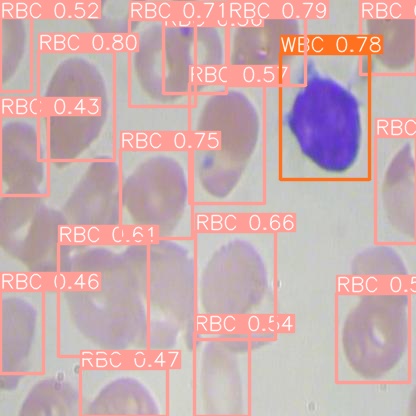 RBC 0.52
RBC 0.71
RBC 0.79
RBC
RBC 0.80
WBC 0.78
RBC 0.57
RBC 0.43
RBC
RBC 0.75
RBC 0.66
RBC 0.61
RBC 0.46
RBC 0.54
RBC 0.47